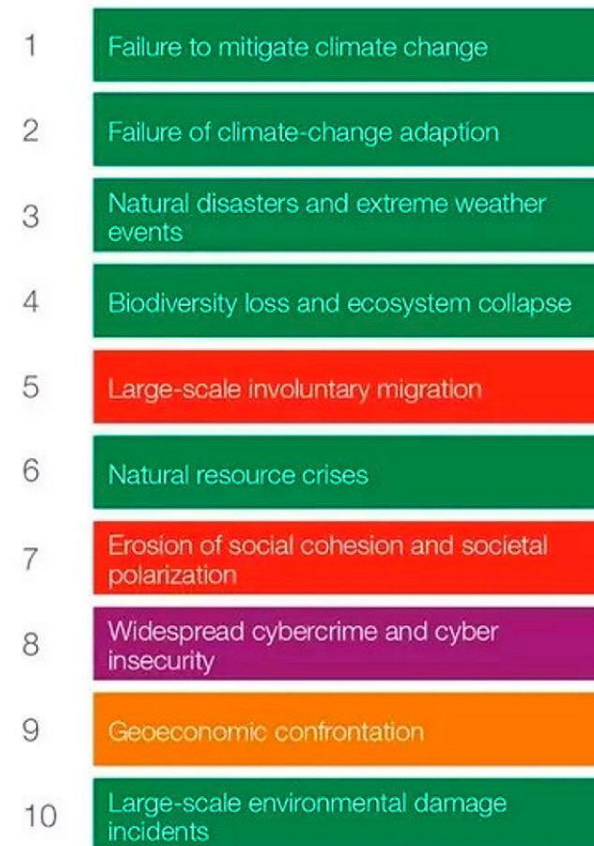 1
Failure to mitigate climate change
2
Failure of climate-change adaption
3
Natural disasters and extreme weather
events
4
Biodiversity loss and ecosystem collapse
5
Large-scale involuntary migration
6
Natural resource crises
7
Erosion of social cohesion and societal
polarization
8
Widespread cybercrime and cyber
insecurity
9
Geoeconomic confrontation
10
Large-scale environmental damage
incidents